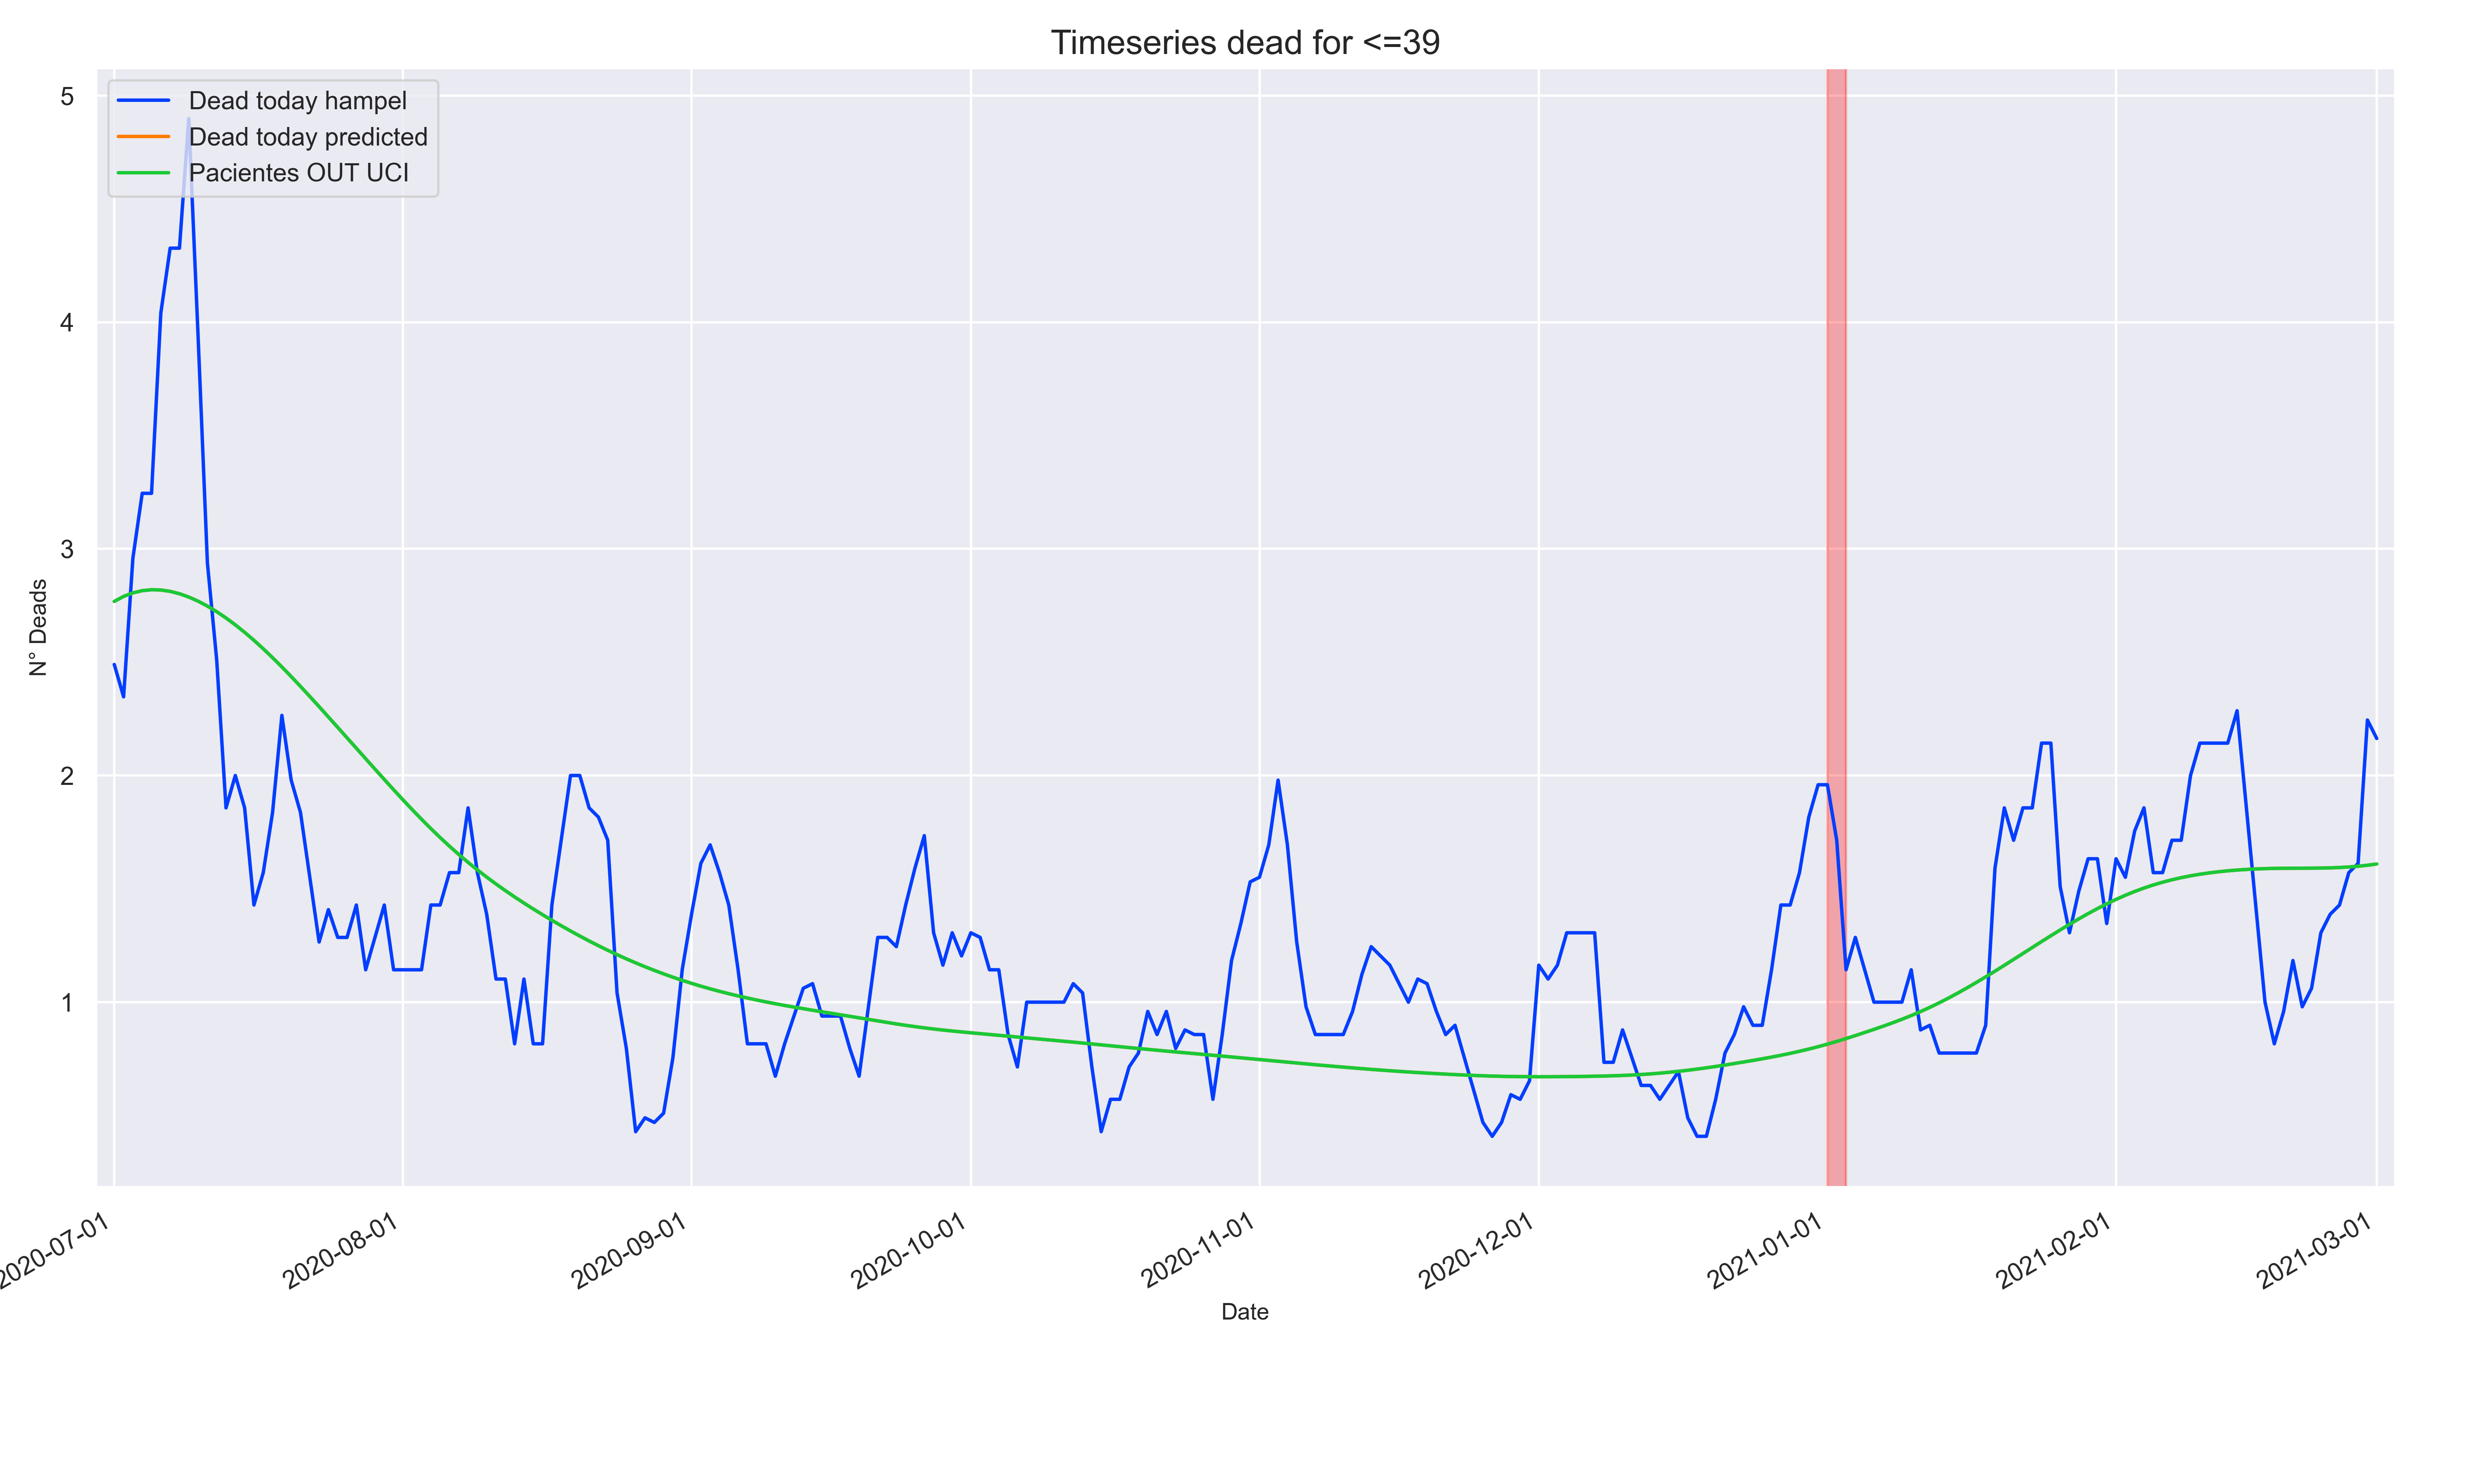 Timeseries dead for <=39
Dead today hampel
Dead today predicted
Pacientes OUT UCI
5
4
3
2
1
N° Deads
2020-07-01
2020-08-01
2020-09-01
2020-10-01
2020-11-01
2020-12-01
2021-01-01
2021-02-01
2021-03-01
Date